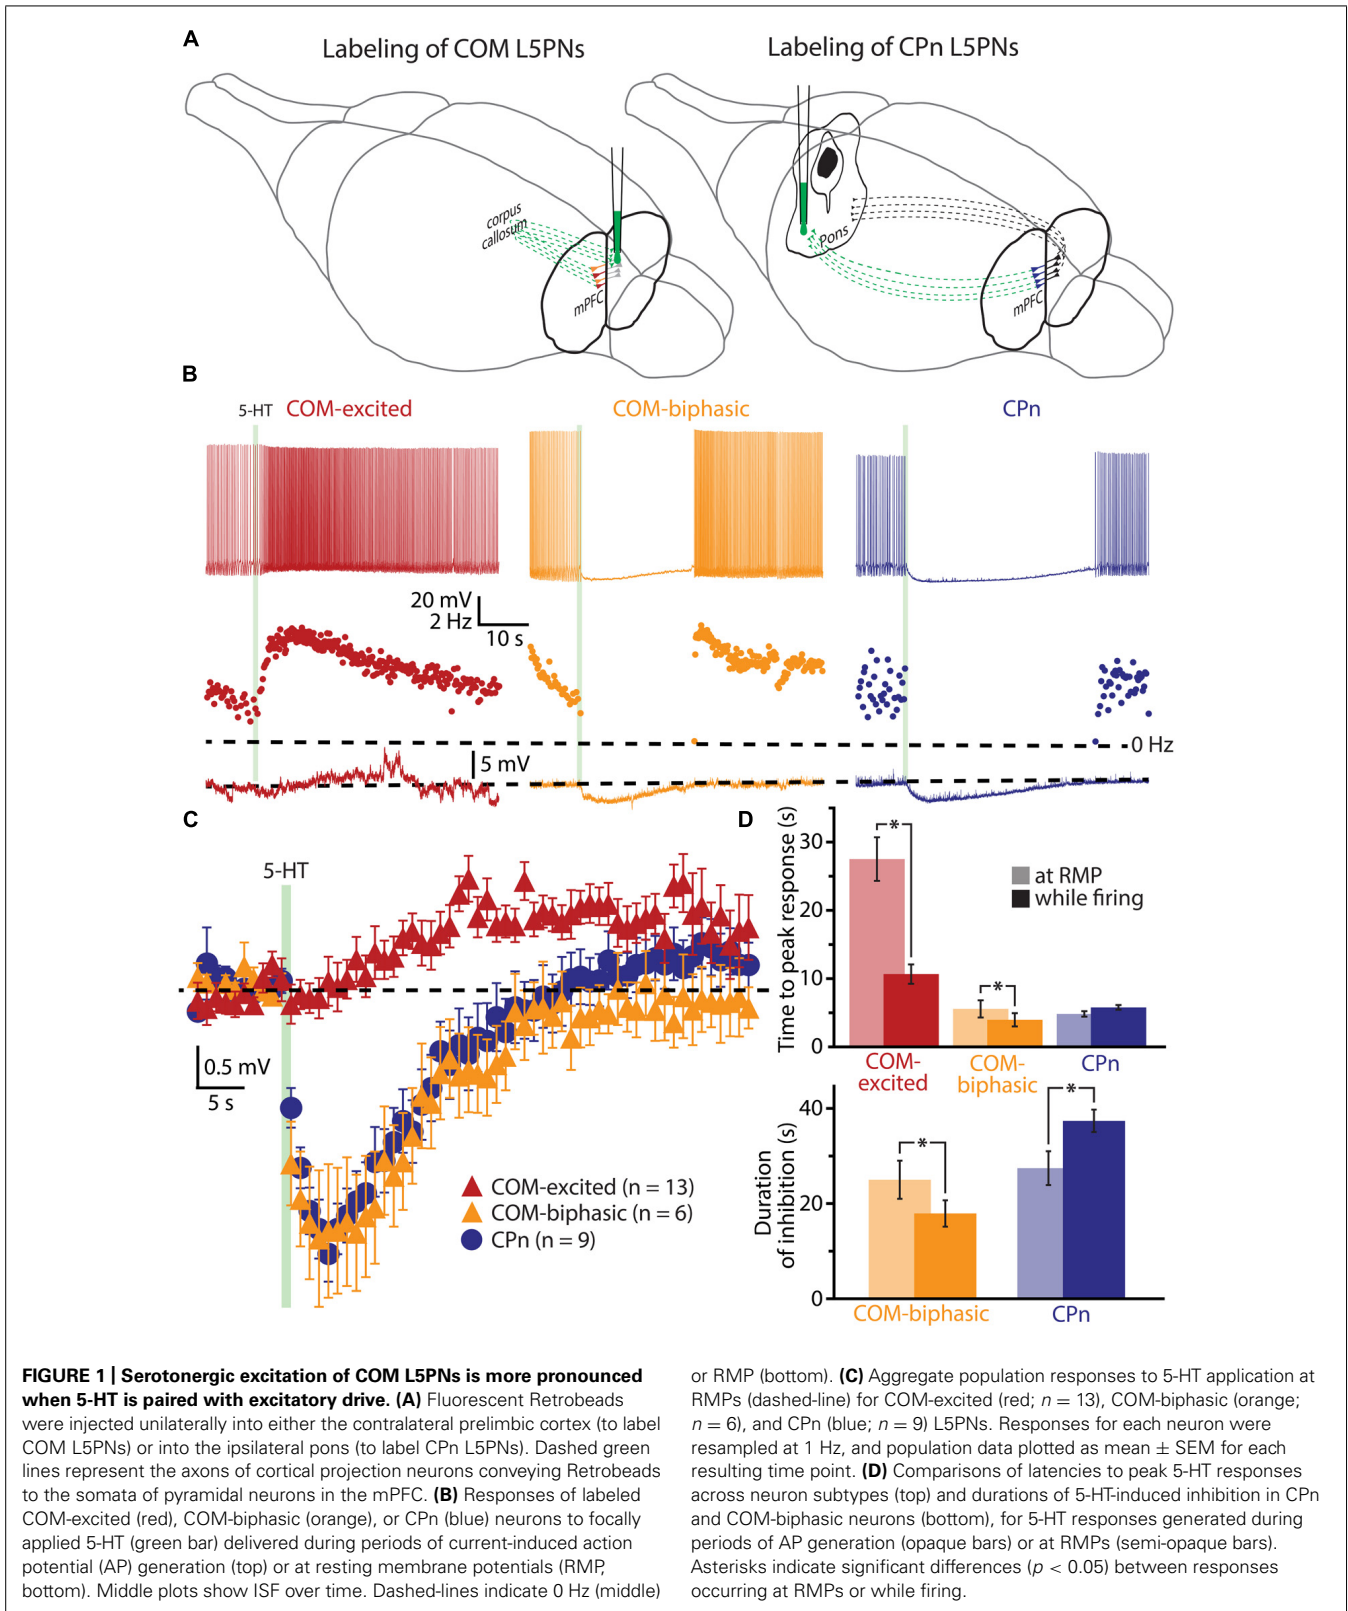 A
Labeling of COM L5PNs
Labeling of CPn L5PNs
corpus
callosum
mPFC
Pons
mPFC
B
5-HT
COM-excited
COM-biphasic
CPn
20 mV
2 Hz
10 s
0 Hz
5 mV
C
5-HT
0.5 mV
5 s
COM-excited (n = 13)
COM-biphasic (n = 6)
CPn (n = 9)
D
Time to peak response (s)
30
20
10
0
*
*
at RMP
while firing
COM-
excited
COM-
biphasic
CPn
Duration
of inhibition (s)
40
20
0
*
*
COM-biphasic
CPn
FIGURE 1 | Serotonergic excitation of COM L5PNs is more pronounced
when 5-HT is paired with excitatory drive. (A) Fluorescent Retrobeads
were injected unilaterally into either the contralateral prelimbic cortex (to label
COM L5PNs) or into the ipsilateral pons (to label CPn L5PNs). Dashed green
lines represent the axons of cortical projection neurons conveying Retrobeads
to the somata of pyramidal neurons in the mPFC. (B) Responses of labeled
COM-excited (red), COM-biphasic (orange), or CPn (blue) neurons to focally
applied 5-HT (green bar) delivered during periods of current-induced action
potential (AP) generation (top) or at resting membrane potentials (RMP,
bottom). Middle plots show ISF over time. Dashed-lines indicate 0 Hz (middle)
or RMP (bottom). (C) Aggregate population responses to 5-HT application at
RMPs (dashed-line) for COM-excited (red; n = 13), COM-biphasic (orange;
n = 6), and CPn (blue; n = 9) L5PNs. Responses for each neuron were
resampled at 1 Hz, and population data plotted as mean ± SEM for each
resulting time point. (D) Comparisons of latencies to peak 5-HT responses
across neuron subtypes (top) and durations of 5-HT-induced inhibition in CPn
and COM-biphasic neurons (bottom), for 5-HT responses generated during
periods of AP generation (opaque bars) or at RMPs (semi-opaque bars).
Asterisks indicate significant differences (p < 0.05) between responses
occurring at RMPs or while firing.